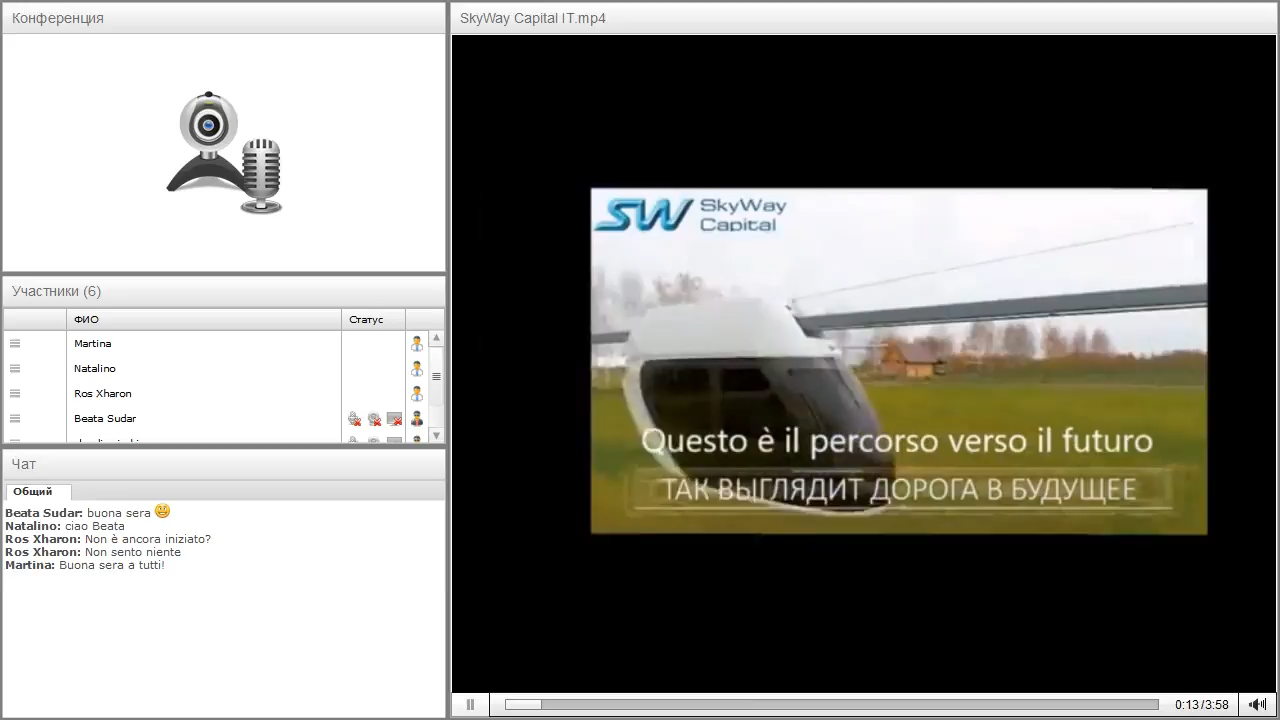 Конференция
Участники (6)
ФИО Статус
Martina
Natalino
Ros Xharon
Beata Sudar
Чат
Общий
Beata Sudar: buona sera
Natalino: ciao Beata
Ros Xharon: Non è ancora iniziato?
Ros Xharon: Non sento niente
Martina: Buona sera a tutti!
SkyWay Capital IT.mp4
SW SkyWay
Capital
Questo è il percorso verso il futuro
ТАК ВЫГЛЯДИТ ДОРОГА В БУДУЩЕЕ
0:13/3:58